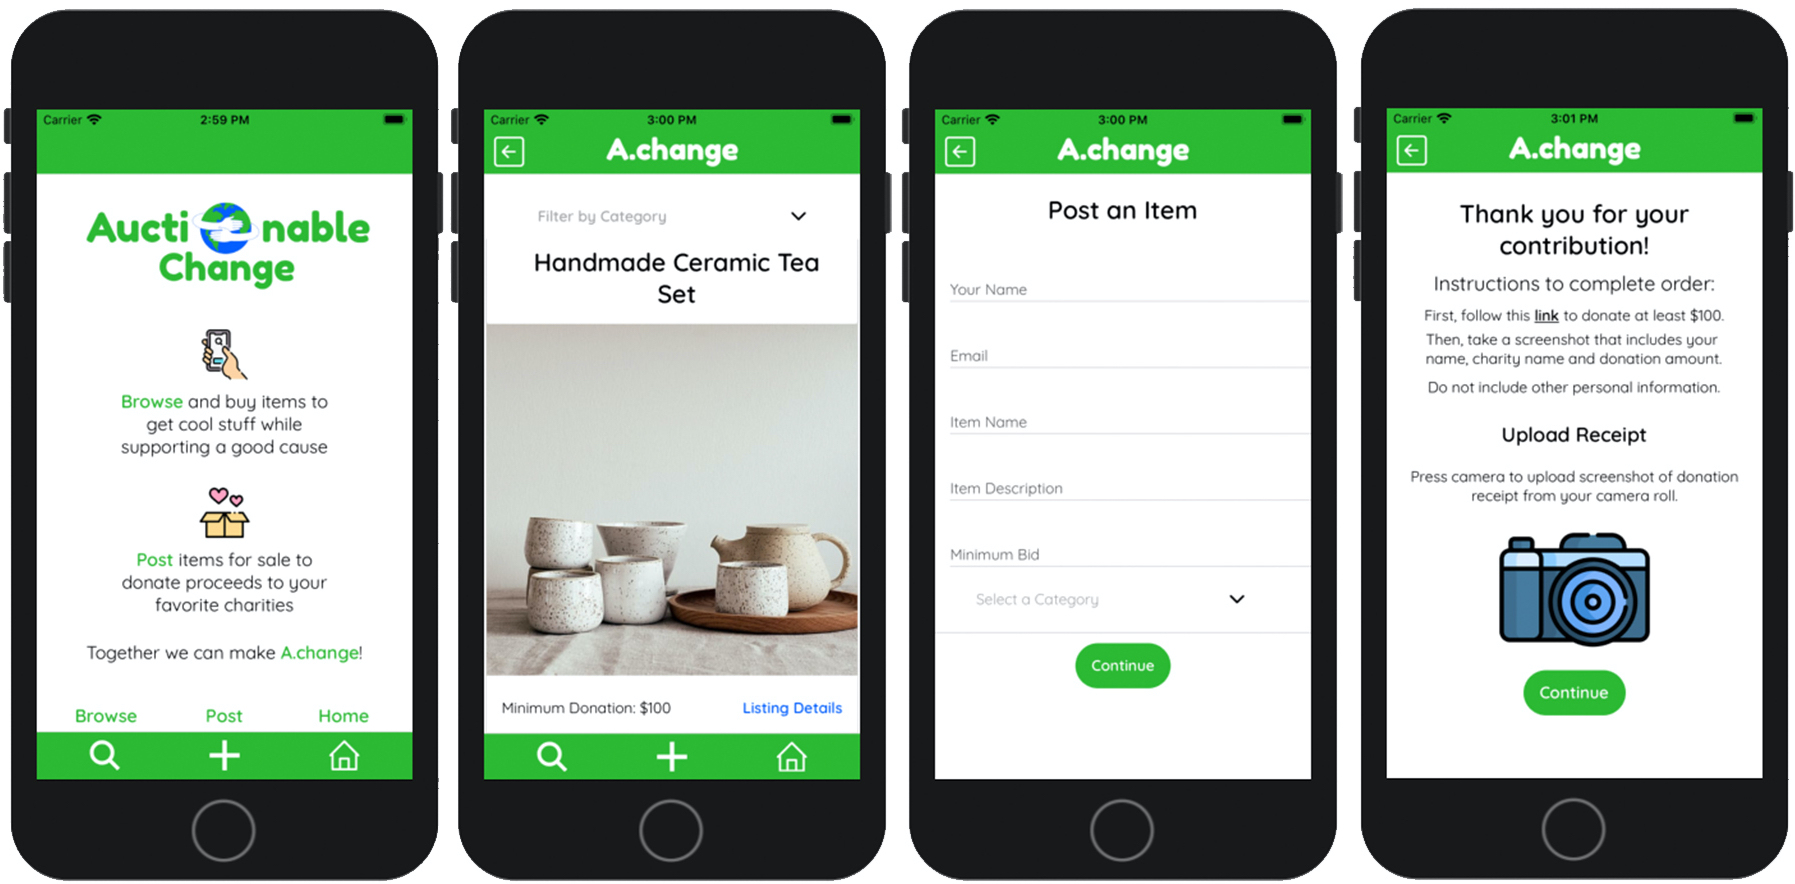 Carrier 2:59 PM
Aucti nable
Change
Browse and buy items to
get cool stuff while
supporting a good cause
Post items for sale to
donate proceeds to your
favorite charities
Together we can make A.change!
Browse Post Home
Carrier 3:00 PM
A.change
Filter by Category
Handmade Ceramic Tea
Set
Minimum Donation: $100 Listing Details
Carrier 3:00 PM
A.change
Post an Item
Your Name
Email
Item Name
Item Description
Minimum Bid
Select a Category
Continue
Carrier 3:01 PM
A.change
Thank you for your
contribution!
Instructions to complete order:
First, follow this link to donate at least $100.
Then, take a screenshot that includes your
name, charity name and donation amount.
Do not include other personal information.
Upload Receipt
Press camera to upload screenshot of donation
receipt from your camera roll.
Continue